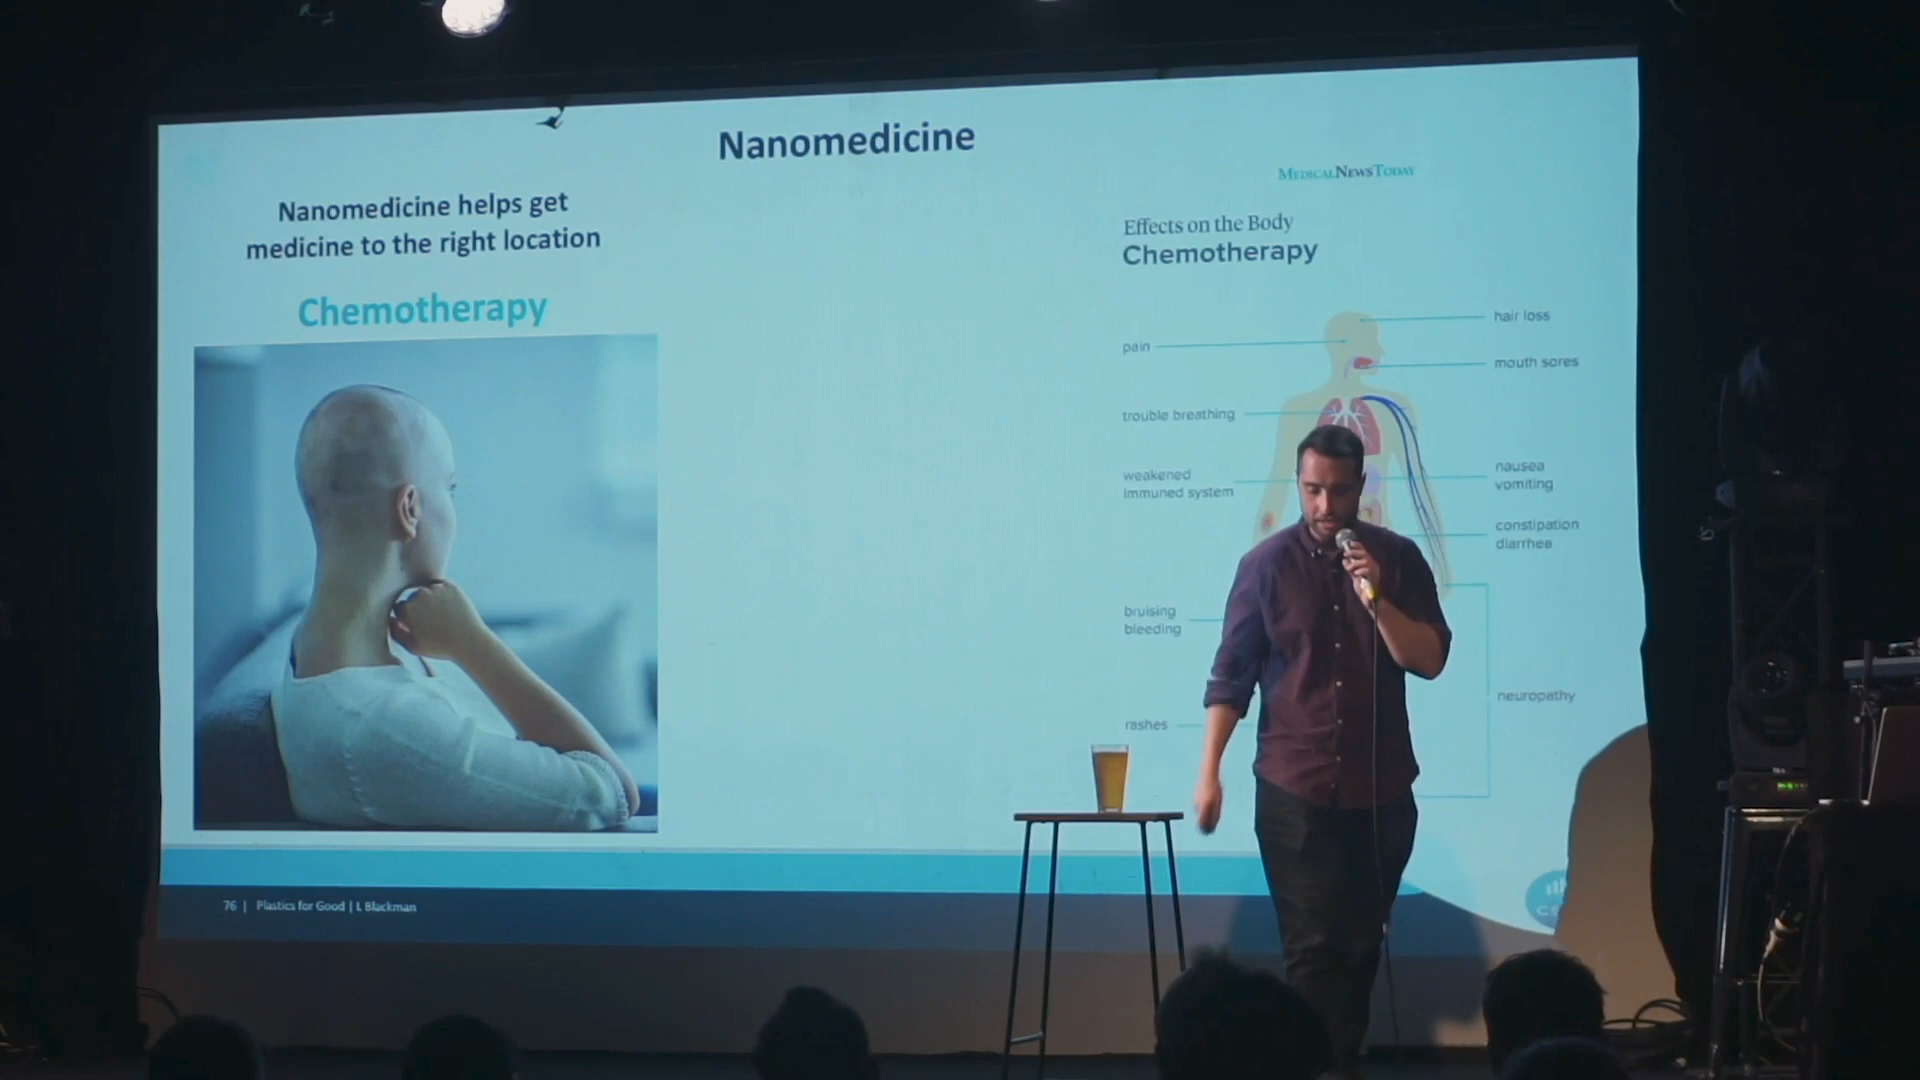 Nanomedicine
Nanomedicine helps get
medicine to the right location
Chemotherapy
MEDICALNEWSTODAY
Effects on the Body
Chemotherapy
hair loss
pain
mouth sores
trouble breathing
weakened
immuned system
nausea
vomiting
constipation
diarrhea
bruising
bleeding
neuropathy
rashes
76 | Plastics for Good | L Blackman